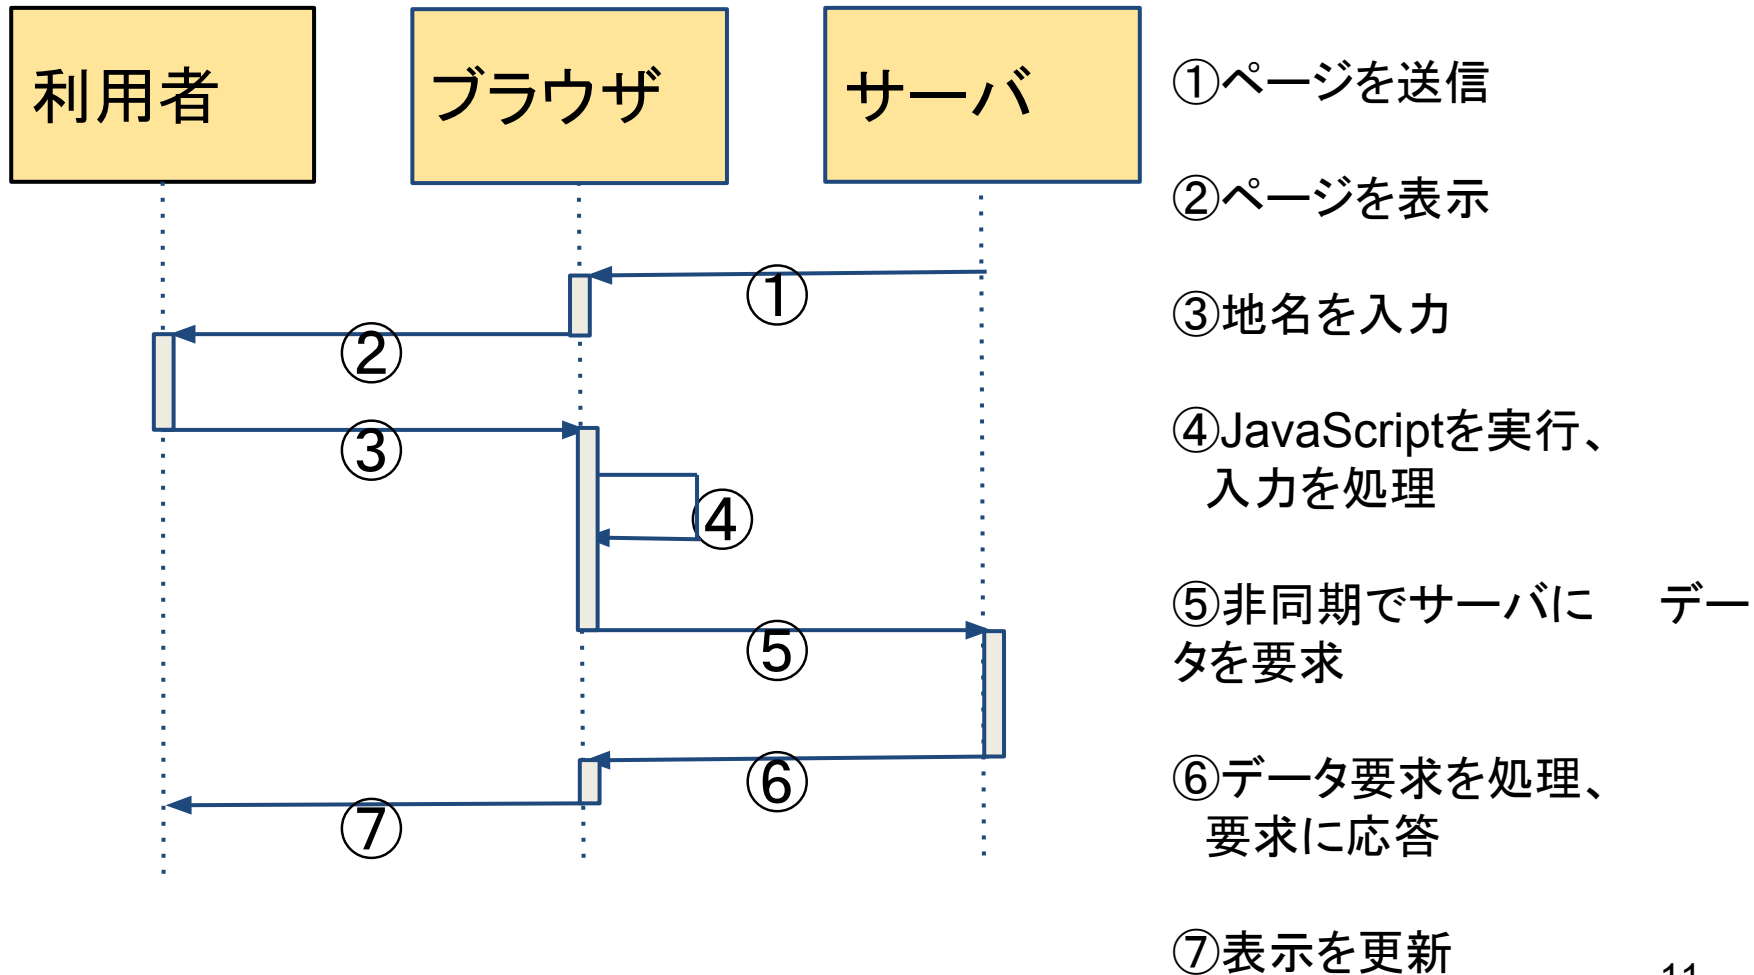 利用者
ブラウザ
サーバ
①
②
③
④
⑤
⑥
⑦
①ページを送信
②ページを表示
③地名を入力
④JavaScriptを実行、
入力を処理
⑤非同期でサーバに　デー
タを要求
⑥データ要求を処理、
要求に応答
⑦表示を更新
11